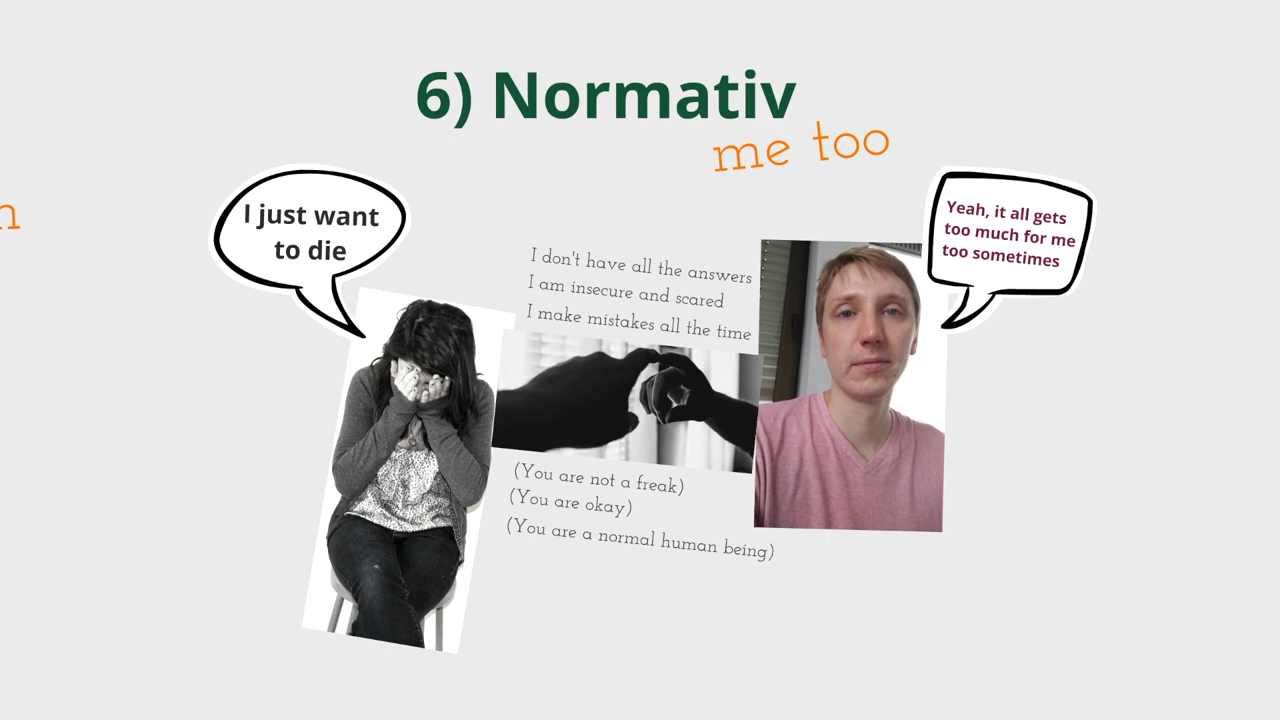 6) Normativ
me too
n
I just want
to die
Yeah, it all gets
too much for me
too sometimes
I don't have all the answers
I am insecure and scared
I make mistakes all the time
(You are not a freak)
(You are okay)
(You are a normal human being)